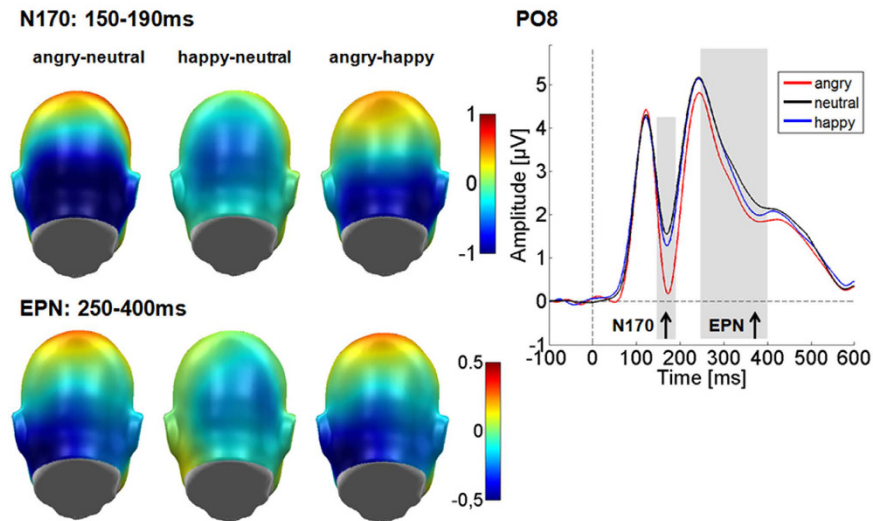 N170: 150-190ms
angry-neutral happy-neutral angry-happy
1
0
-1
EPN: 250-400ms
0.5
0
-0,5
PO8
Amplitude [µV]
5
4
3
2
1
0
-1
angry
neutral
happy
N170
EPN
-100 0 100 200 300 400 500 600
Time [ms]